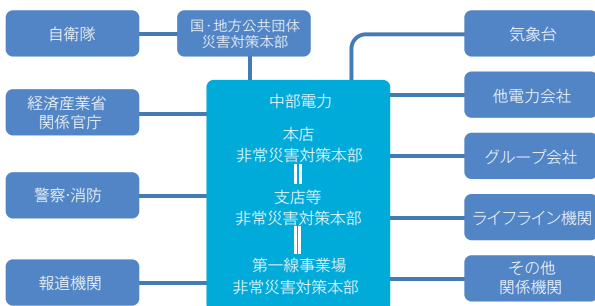 自衛隊
国・地方公共団体
災害対策本部
気象台
経済産業省
関係官庁
中部電力
他電力会社
本店
非常災害対策本部
グループ会社
警察・消防
支店等
非常災害対策本部
ライフライン機関
報道機関
第一線事業場
非常災害対策本部
その他
関係機関